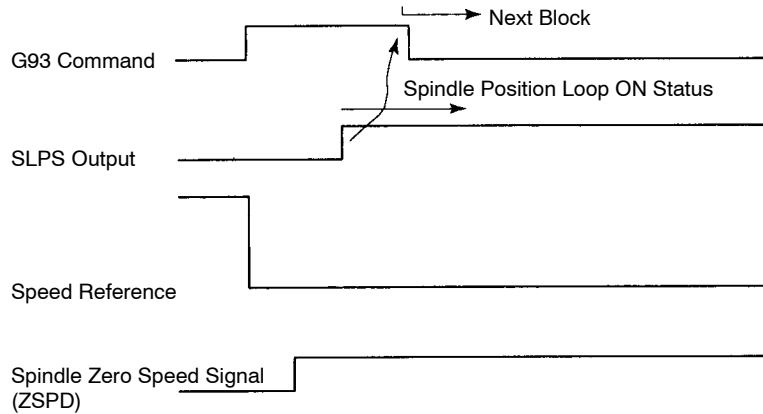 Next Block
G93 Command
Spindle Position Loop ON Status
SLPS Output
Speed Reference
Spindle Zero Speed Signal
(ZSPD)